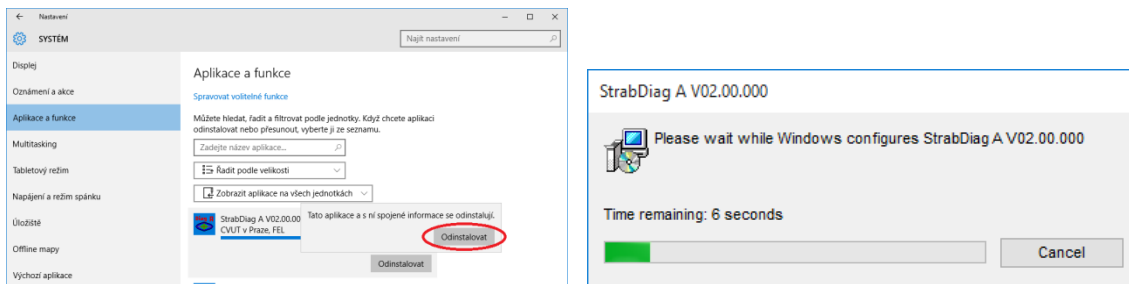 Nastavení
SYSTÉM
Najít nastavení
Displej
Oznámení a akce
Aplikace a funkce
Multitasking
Tabletový režim
Napájení a režim spánku
Úložiště
Offline mapy
Výchozí aplikace
Aplikace a funkce
Spravovat volitelné funkce
Můžete hledat, řadit a filtrovat podle jednotky. Když chcete aplikaci
odinstalovat nebo přesunout, vyberte ji ze seznamu.
Zadejte název aplikace...
Řadit podle velikosti
Zobrazit aplikace na všech jednotkách
StrabDiag A V02.00.00
CVUT v Praze, FEL
Tato aplikace a s ní spojené informace se odinstalují.
Odinstalovat
Odinstalovat
StrabDiag A V02.00.000
Please wait while Windows configures StrabDiag A V02.00.000
Time remaining: 6 seconds
Cancel